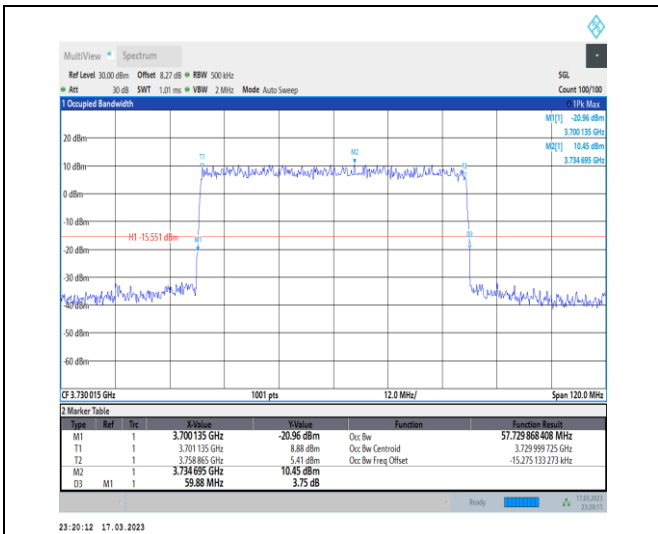 MultiView Spectrum
Ref Level 30.00 dBm Offset 8.27 dB RBW 500 kHz SGL
Att 30 dB SWT 1.01 ms VBW 2 MHz Mode Auto Sweep Count 100/100
1 Occupied Bandwidth 1Pk Max
M1[1] -20.96 dBm
3.700 135 GHz
M2[1] 10.45 dBm
3.734 695 GHz
20 dBm
T1 M2 T2
10 dBm
0 dBm
-10 dBm
H1 -15.551 dBm M1 D3
-20 dBm
-30 dBm
-40 dBm
-50 dBm
-60 dBm
CF 3.730 015 GHz 1001 pts 12.0 MHz/ Span 120.0 MHz
2 Marker Table
Type Ref Trc X-Value Y-Value Function Function Result
M1 1 3.700 135 GHz -20.96 dBm Occ Bw 57.729 868 408 MHz
T1 1 3.701 135 GHz 8.88 dBm Occ Bw Centroid 3.729 999 725 GHz
T2 1 3.758 865 GHz 5.41 dBm Occ Bw Freq Offset -15.275 133 273 kHz
M2 1 3.734 695 GHz 10.45 dBm
D3 M1 1 59.88 MHz 3.75 dB
Ready 17.03.2023
23:20:11
23:20:12 17.03.2023